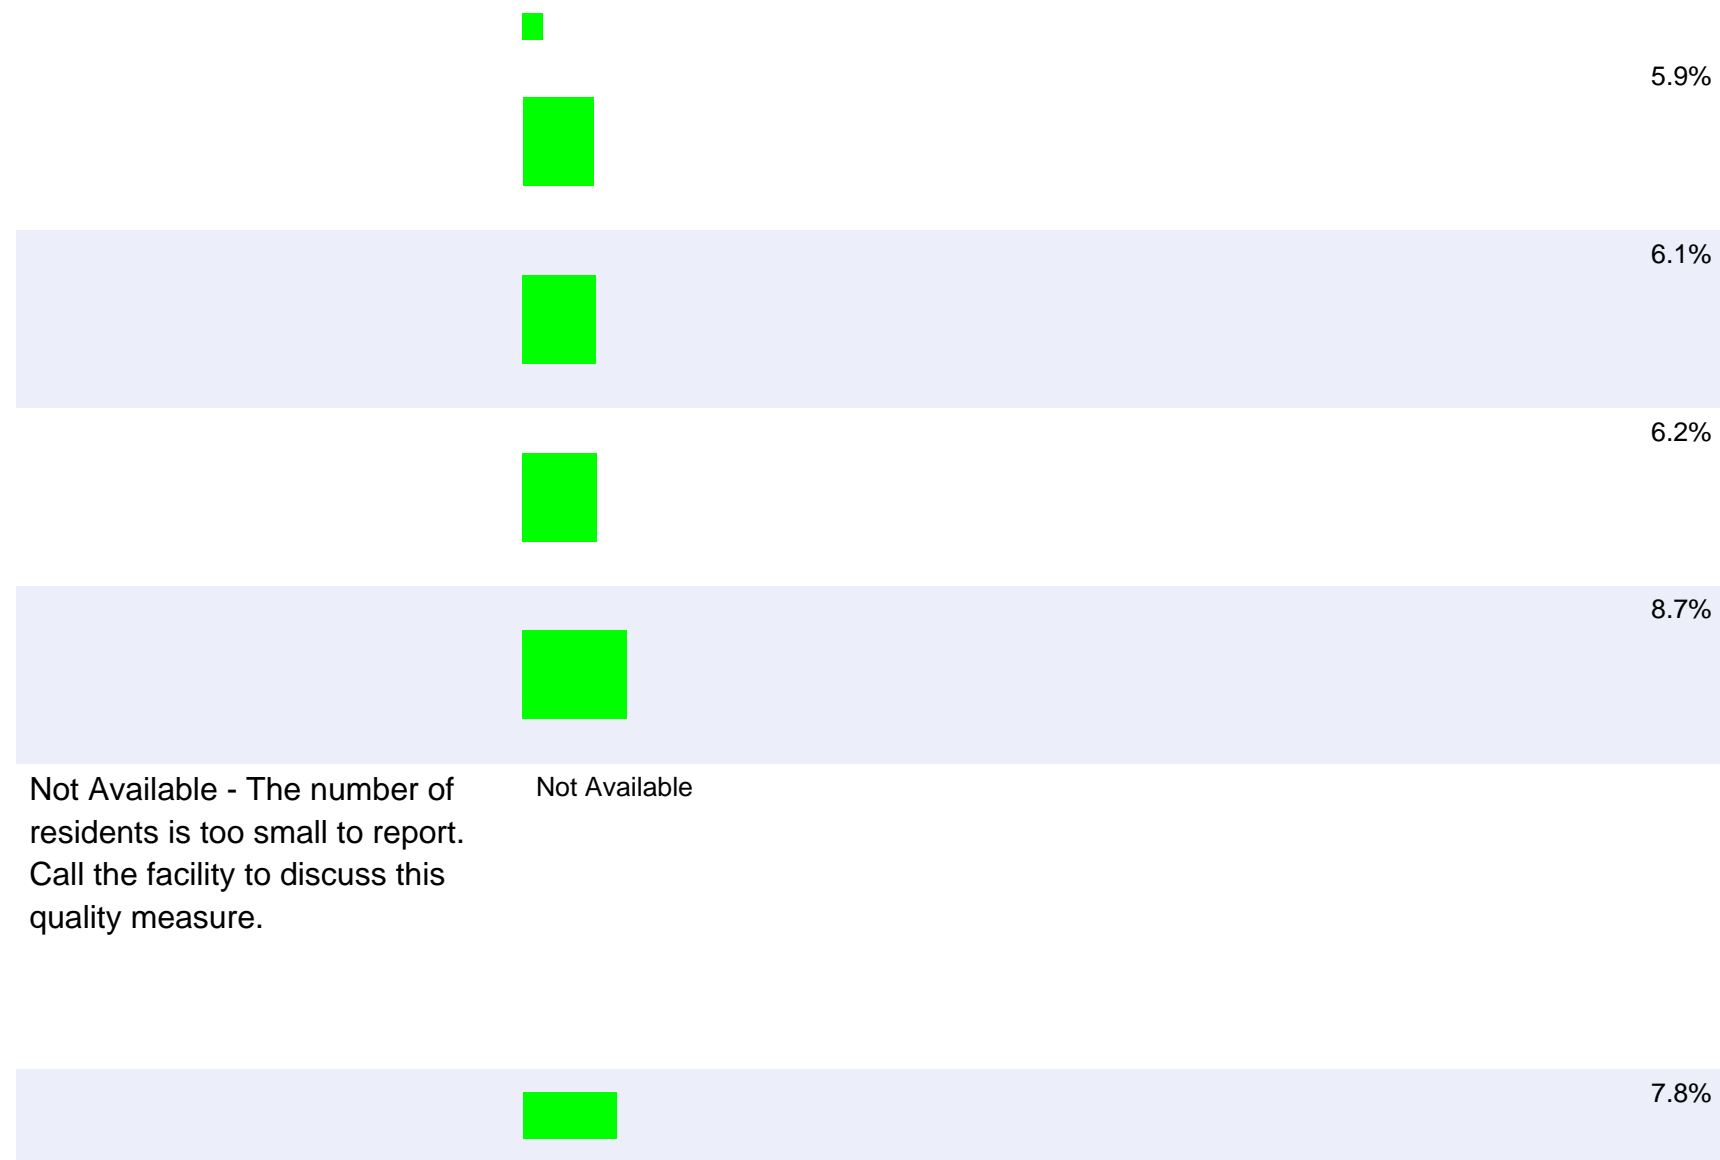 5.9%
6.1%
6.2%
8.7%
Not Available - The number of
residents is too small to report.
Call the facility to discuss this
quality measure.
Not Available
7.8%